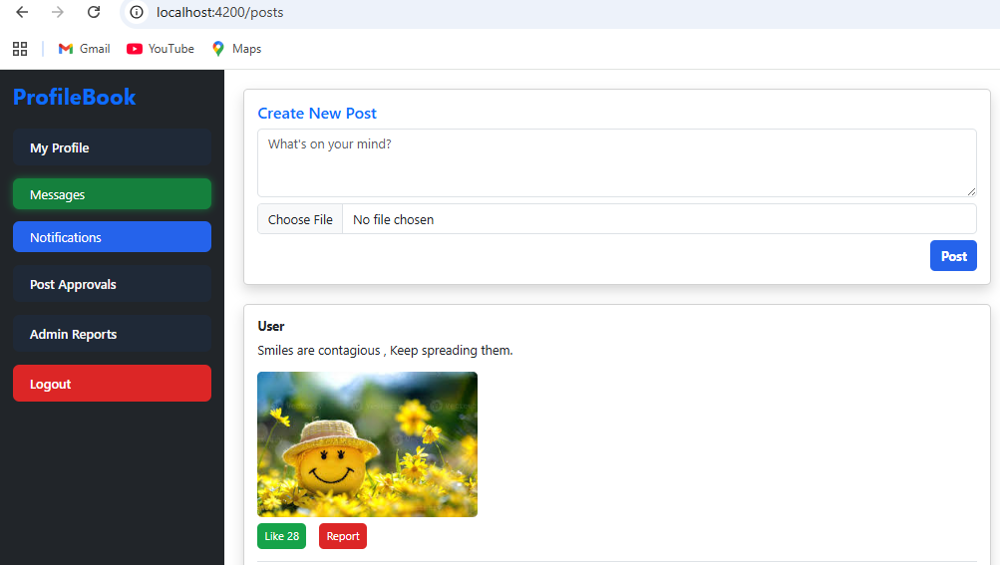 localhost:4200/posts
Gmail YouTube Maps
ProfileBook
My Profile
Messages
Notifications
Post Approvals
Admin Reports
Logout
Create New Post
What's on your mind?
Choose File No file chosen
Post
User
Smiles are contagious , Keep spreading them.
Like 28 Report